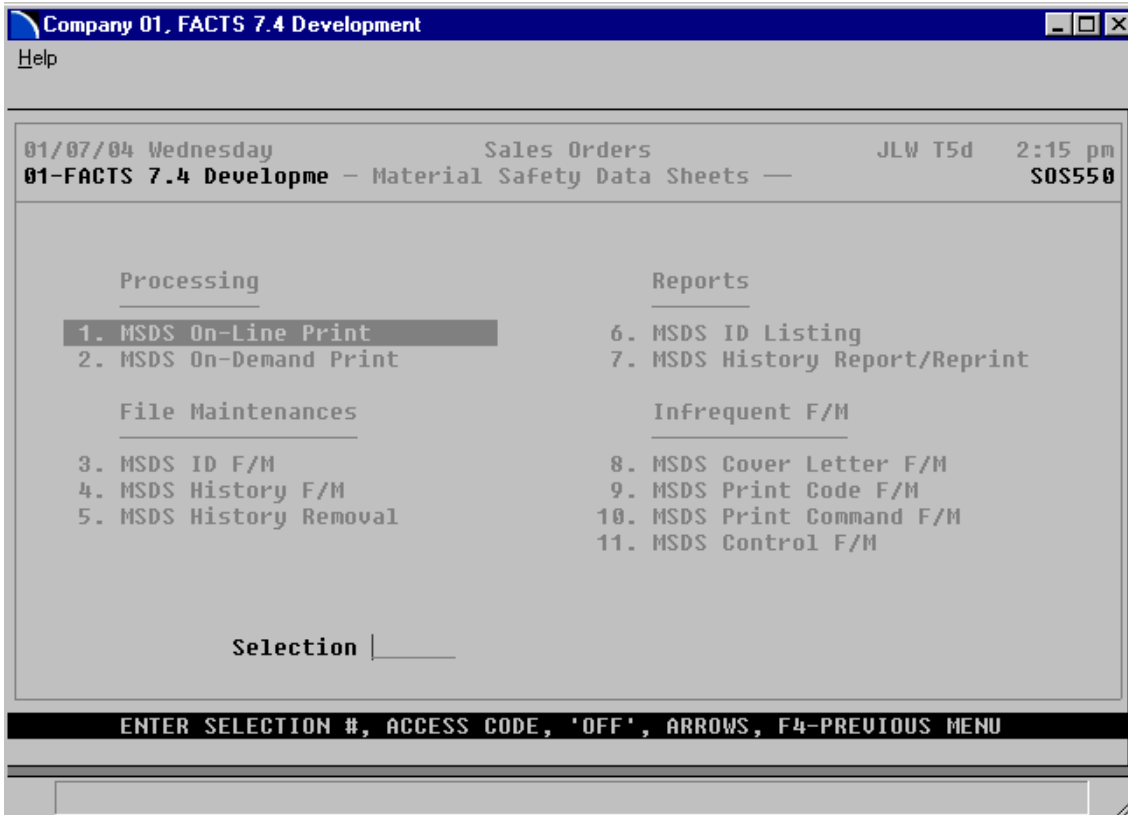 Company 01, FACTS 7.4 Development
Help
01/07/04 Wednesday Sales Orders JLW T5d 2:15 pm
01-FACTS 7.4 Developme — Material Safety Data Sheets — SOS550
Processing Reports
1. MSDS On-Line Print 6. MSDS ID Listing
2. MSDS On-Demand Print 7. MSDS History Report/Reprint
File Maintenances Infrequent F/M
3. MSDS ID F/M 8. MSDS Cover Letter F/M
4. MSDS History F/M 9. MSDS Print Code F/M
5. MSDS History Removal 10. MSDS Print Command F/M
11. MSDS Control F/M
Selection
ENTER SELECTION #, ACCESS CODE, 'OFF', ARROWS, F4-PREVIOUS MENU